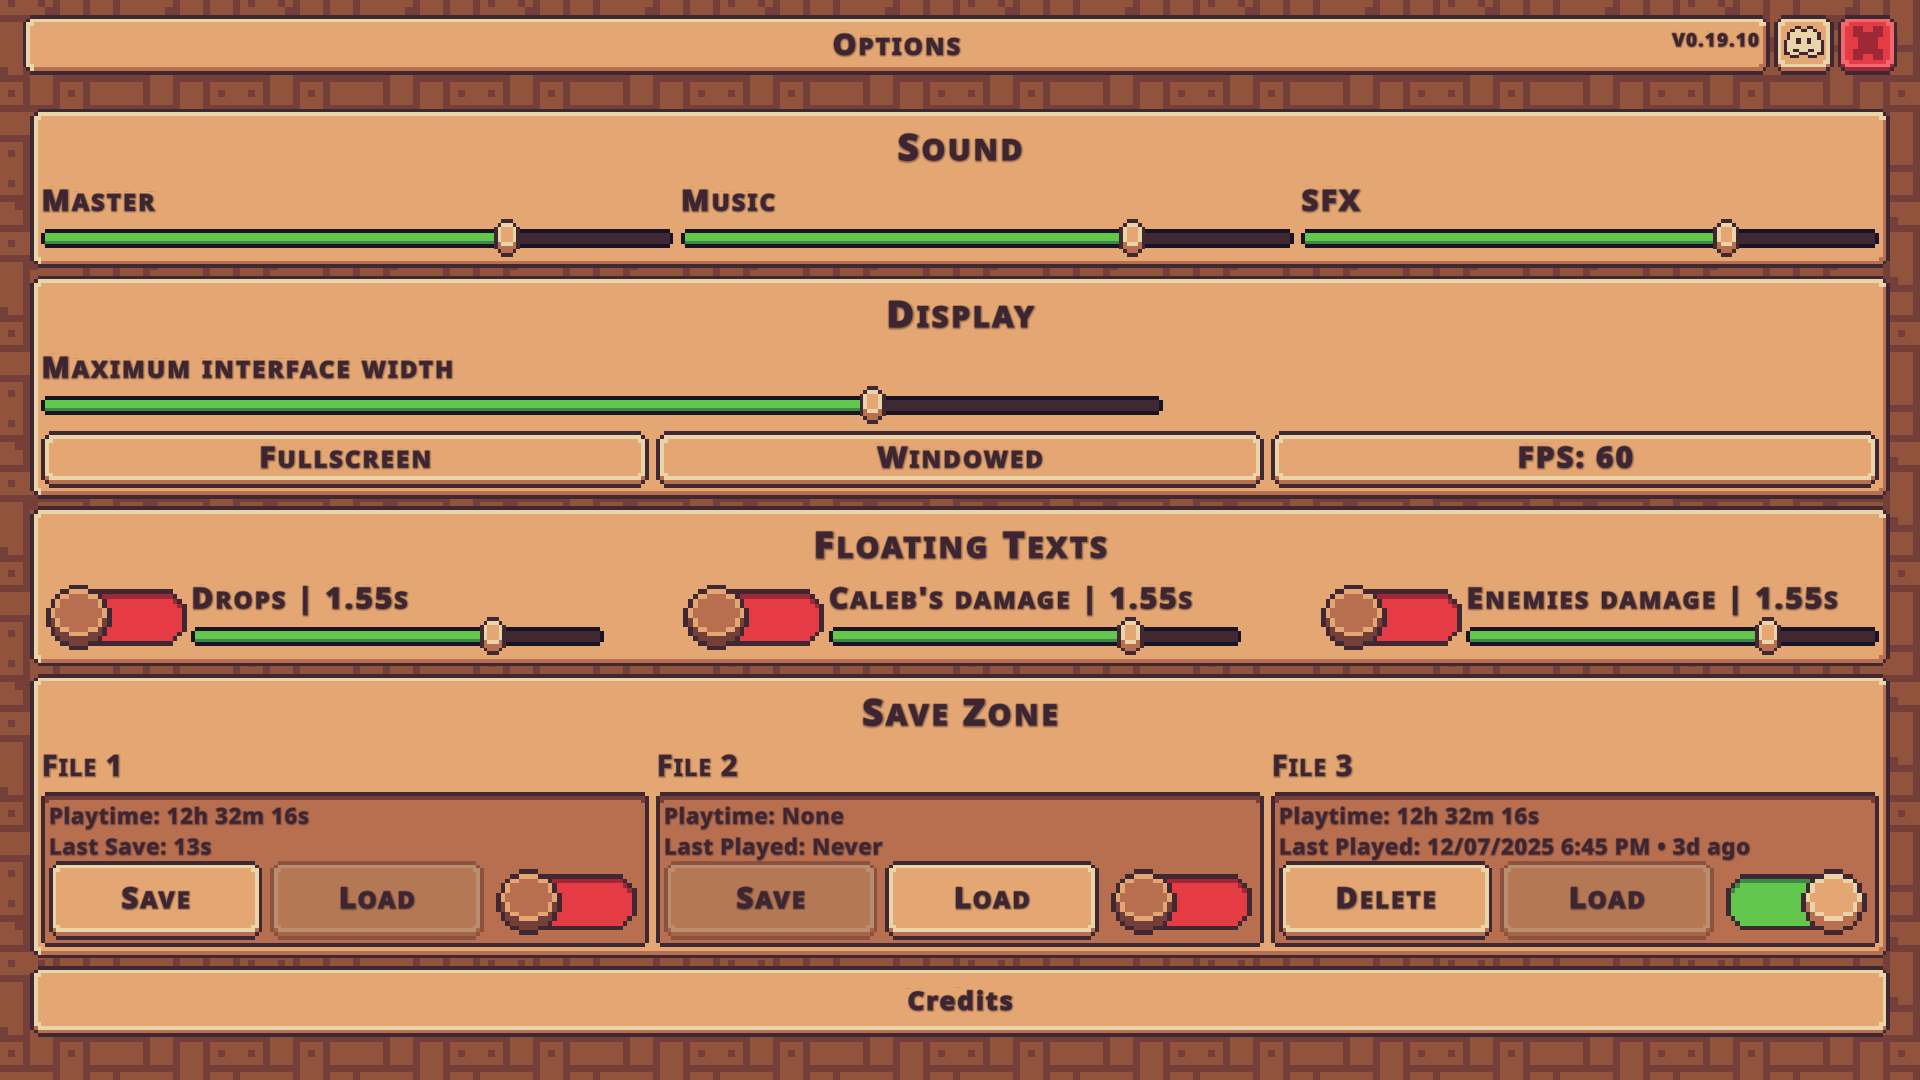 Options
V0.19.10
Sound
Master
Music
SFX
Display
Maximum interface width
Fullscreen
Windowed
FPS: 60
Floating Texts
Drops | 1.55s
Caleb's damage | 1.55s
Enemies damage | 1.55s
Save Zone
File 1
Playtime: 12h 32m 16s
Last Save: 13s
Save
Load
File 2
Playtime: None
Last Played: Never
Save
Load
File 3
Playtime: 12h 32m 16s
Last Played: 12/07/2025 6:45 PM • 3d ago
Delete
Load
Credits